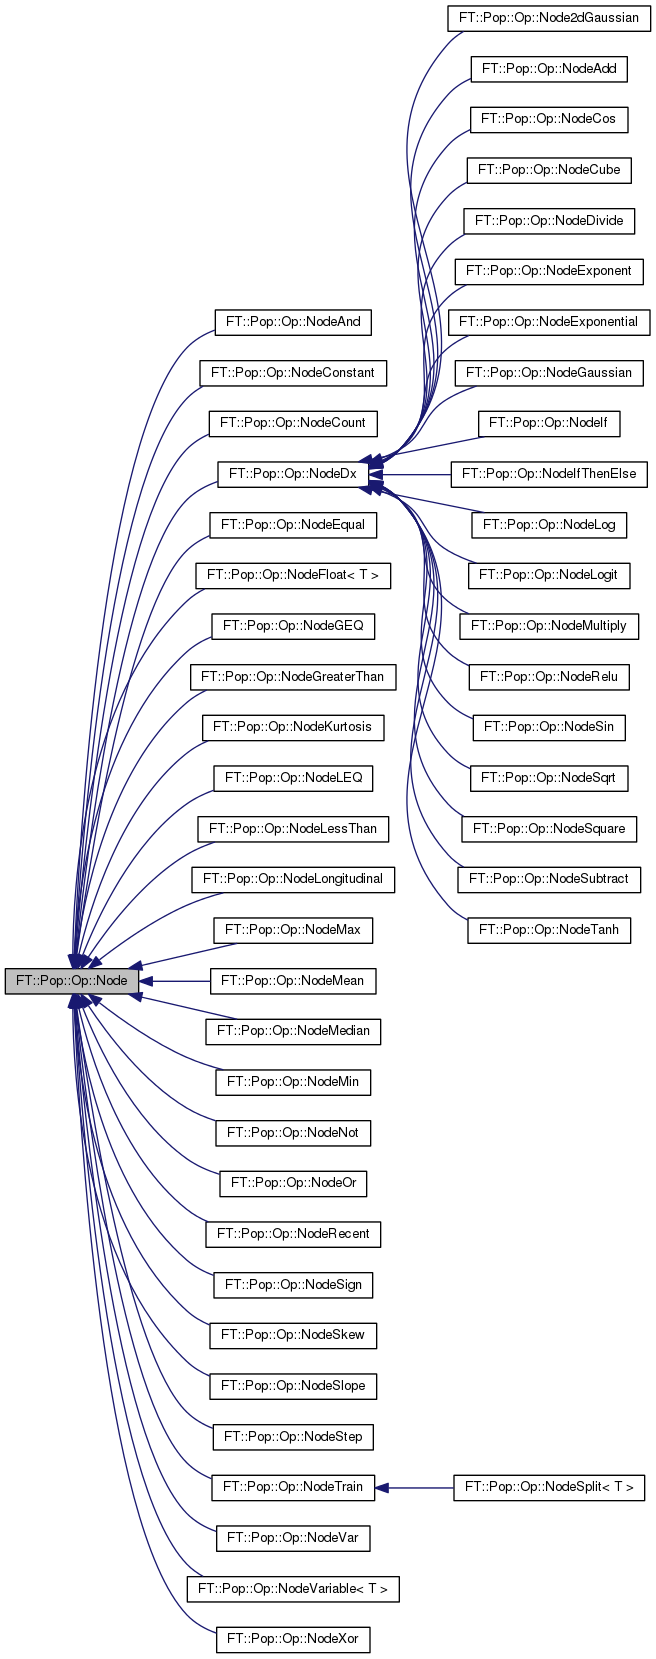 FT::Pop::Op::Node2dGaussian
FT::Pop::Op::NodeAdd
FT::Pop::Op::NodeCos
FT::Pop::Op::NodeCube
FT::Pop::Op::NodeDivide
FT::Pop::Op::NodeExponent
FT::Pop::Op::NodeExponential
FT::Pop::Op::NodeGaussian
FT::Pop::Op::NodeIf
FT::Pop::Op::NodeIfThenElse
FT::Pop::Op::NodeLog
FT::Pop::Op::NodeLogit
FT::Pop::Op::NodeMultiply
FT::Pop::Op::NodeRelu
FT::Pop::Op::NodeSin
FT::Pop::Op::NodeSqrt
FT::Pop::Op::NodeSquare
FT::Pop::Op::NodeSubtract
FT::Pop::Op::NodeTanh
FT::Pop::Op::NodeAnd
FT::Pop::Op::NodeConstant
FT::Pop::Op::NodeCount
FT::Pop::Op::NodeDx
FT::Pop::Op::NodeEqual
FT::Pop::Op::NodeFloat< T >
FT::Pop::Op::NodeGEQ
FT::Pop::Op::NodeGreaterThan
FT::Pop::Op::NodeKurtosis
FT::Pop::Op::NodeLEQ
FT::Pop::Op::NodeLessThan
FT::Pop::Op::NodeLongitudinal
FT::Pop::Op::NodeMax
FT::Pop::Op::Node
FT::Pop::Op::NodeMean
FT::Pop::Op::NodeMedian
FT::Pop::Op::NodeMin
FT::Pop::Op::NodeNot
FT::Pop::Op::NodeOr
FT::Pop::Op::NodeRecent
FT::Pop::Op::NodeSign
FT::Pop::Op::NodeSkew
FT::Pop::Op::NodeSlope
FT::Pop::Op::NodeStep
FT::Pop::Op::NodeTrain
FT::Pop::Op::NodeSplit< T >
FT::Pop::Op::NodeVar
FT::Pop::Op::NodeVariable< T >
FT::Pop::Op::NodeXor